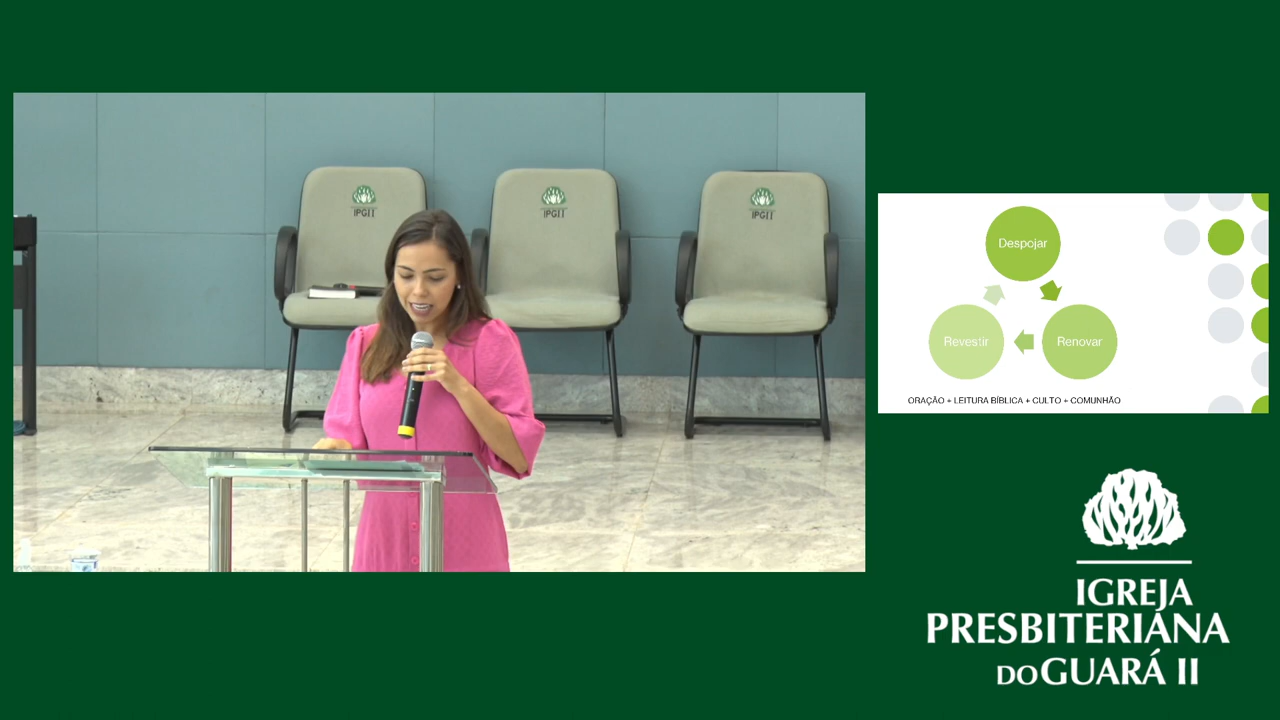 IPGII
IPGII
IPGII
Despojar
Revestir
Renovar
ORAÇÃO + LEITURA BÍBLICA + CULTO + COMUNHÃO
IGREJA
PRESBITERIANA
DO GUARÁ II